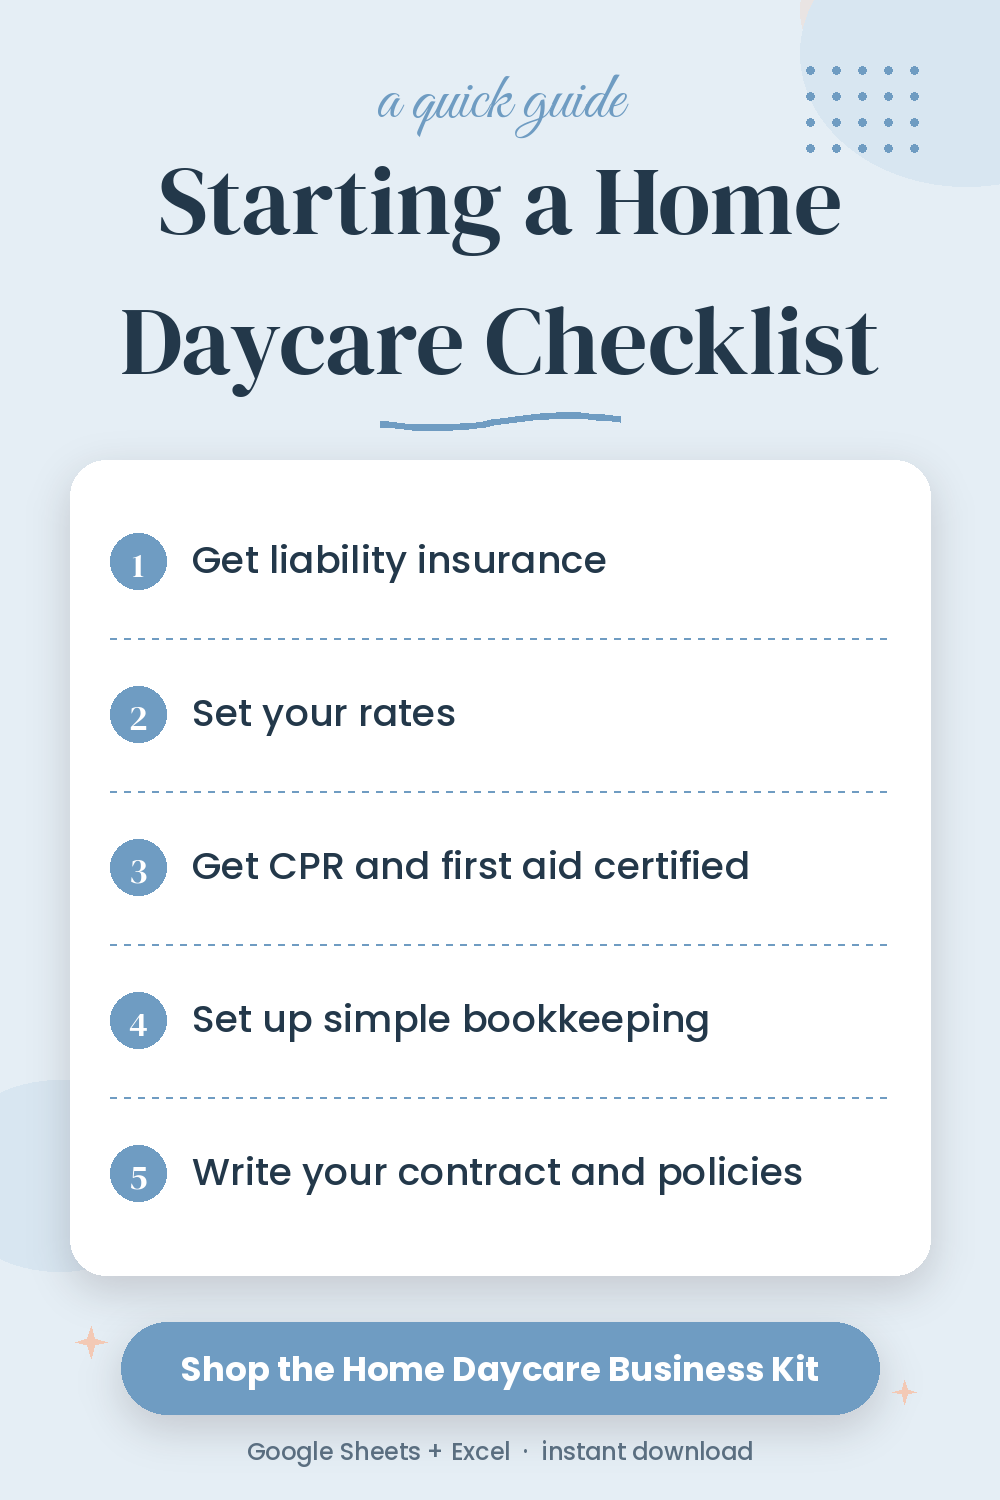 a quick guide
Starting a Home
Daycare Checklist
1 Get liability insurance
2 Set your rates
3 Get CPR and first aid certified
4 Set up simple bookkeeping
5 Write your contract and policies
Shop the Home Daycare Business Kit
Google Sheets + Excel · instant download